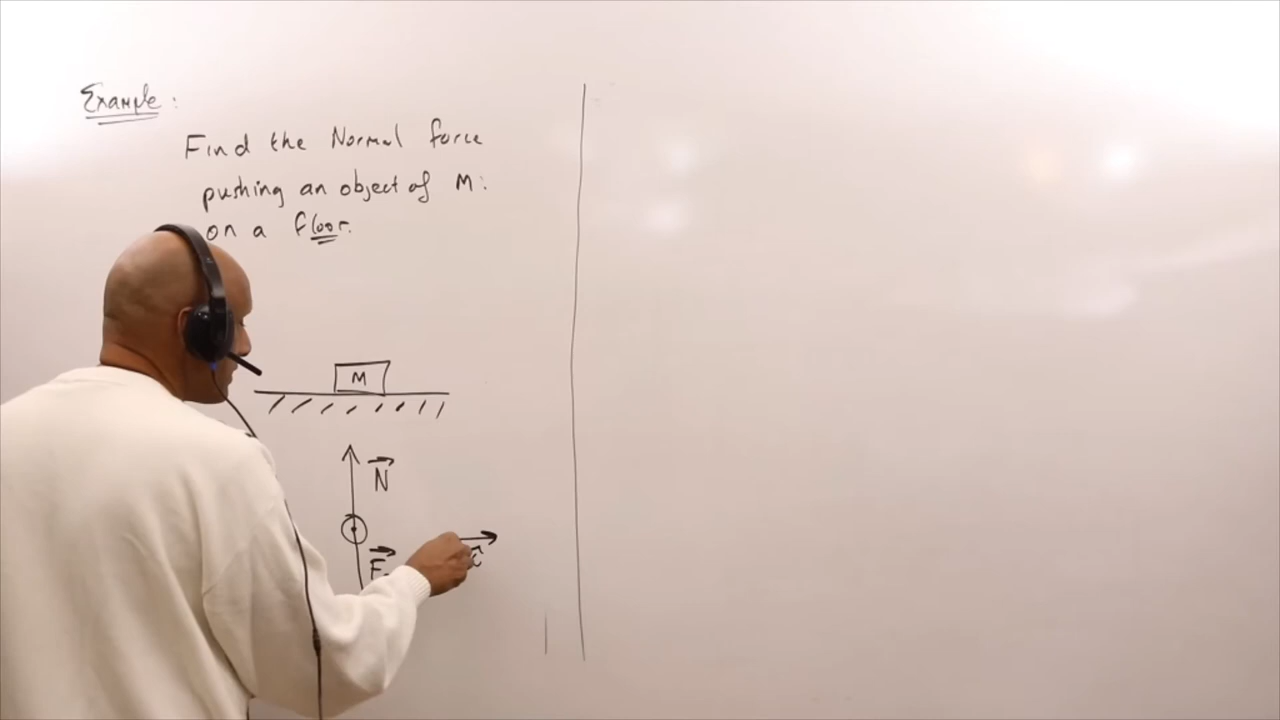 Example:
Find the Normal force
pushing an object of M:
on a floor.
M
N
F
î